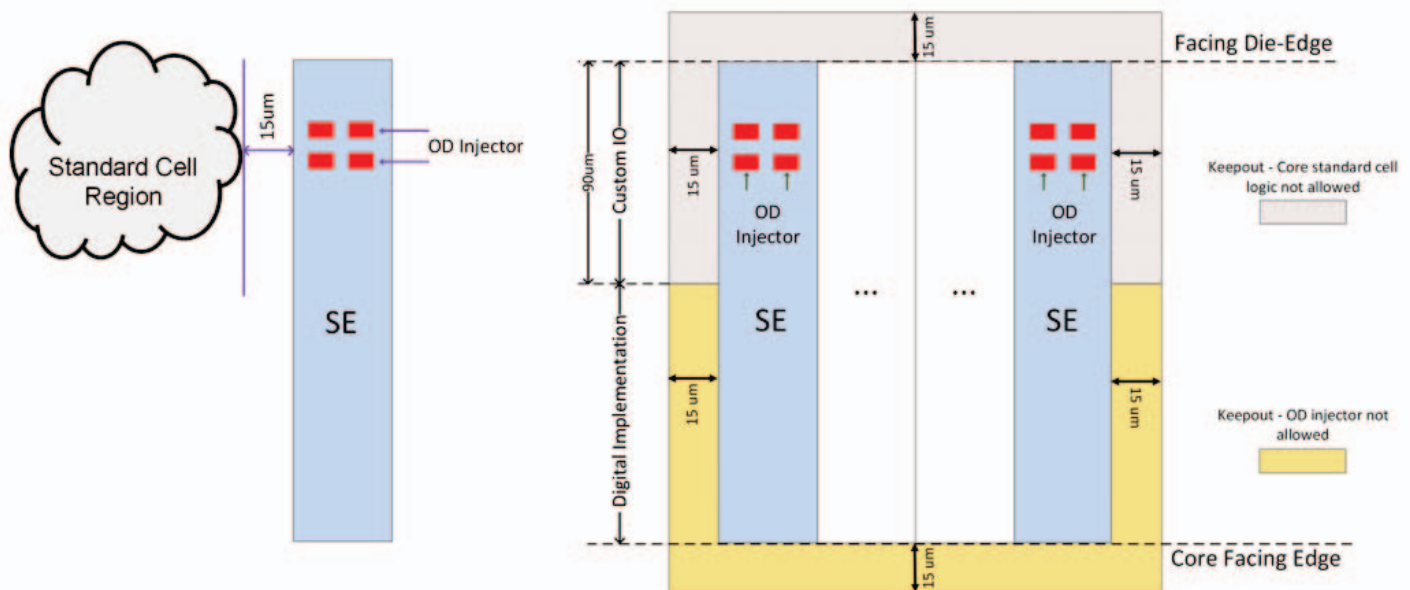 Standard Cell
Region
15um
OD Injector
SE
90um
Custom IO
Digital Implementation
15 um
15 um
15 um
15 um
15 um
15 um
OD
Injector
SE
...
...
OD
Injector
SE
Facing Die-Edge
Core Facing Edge
Keepout - Core standard cell
logic not allowed
Keepout - OD injector not
allowed